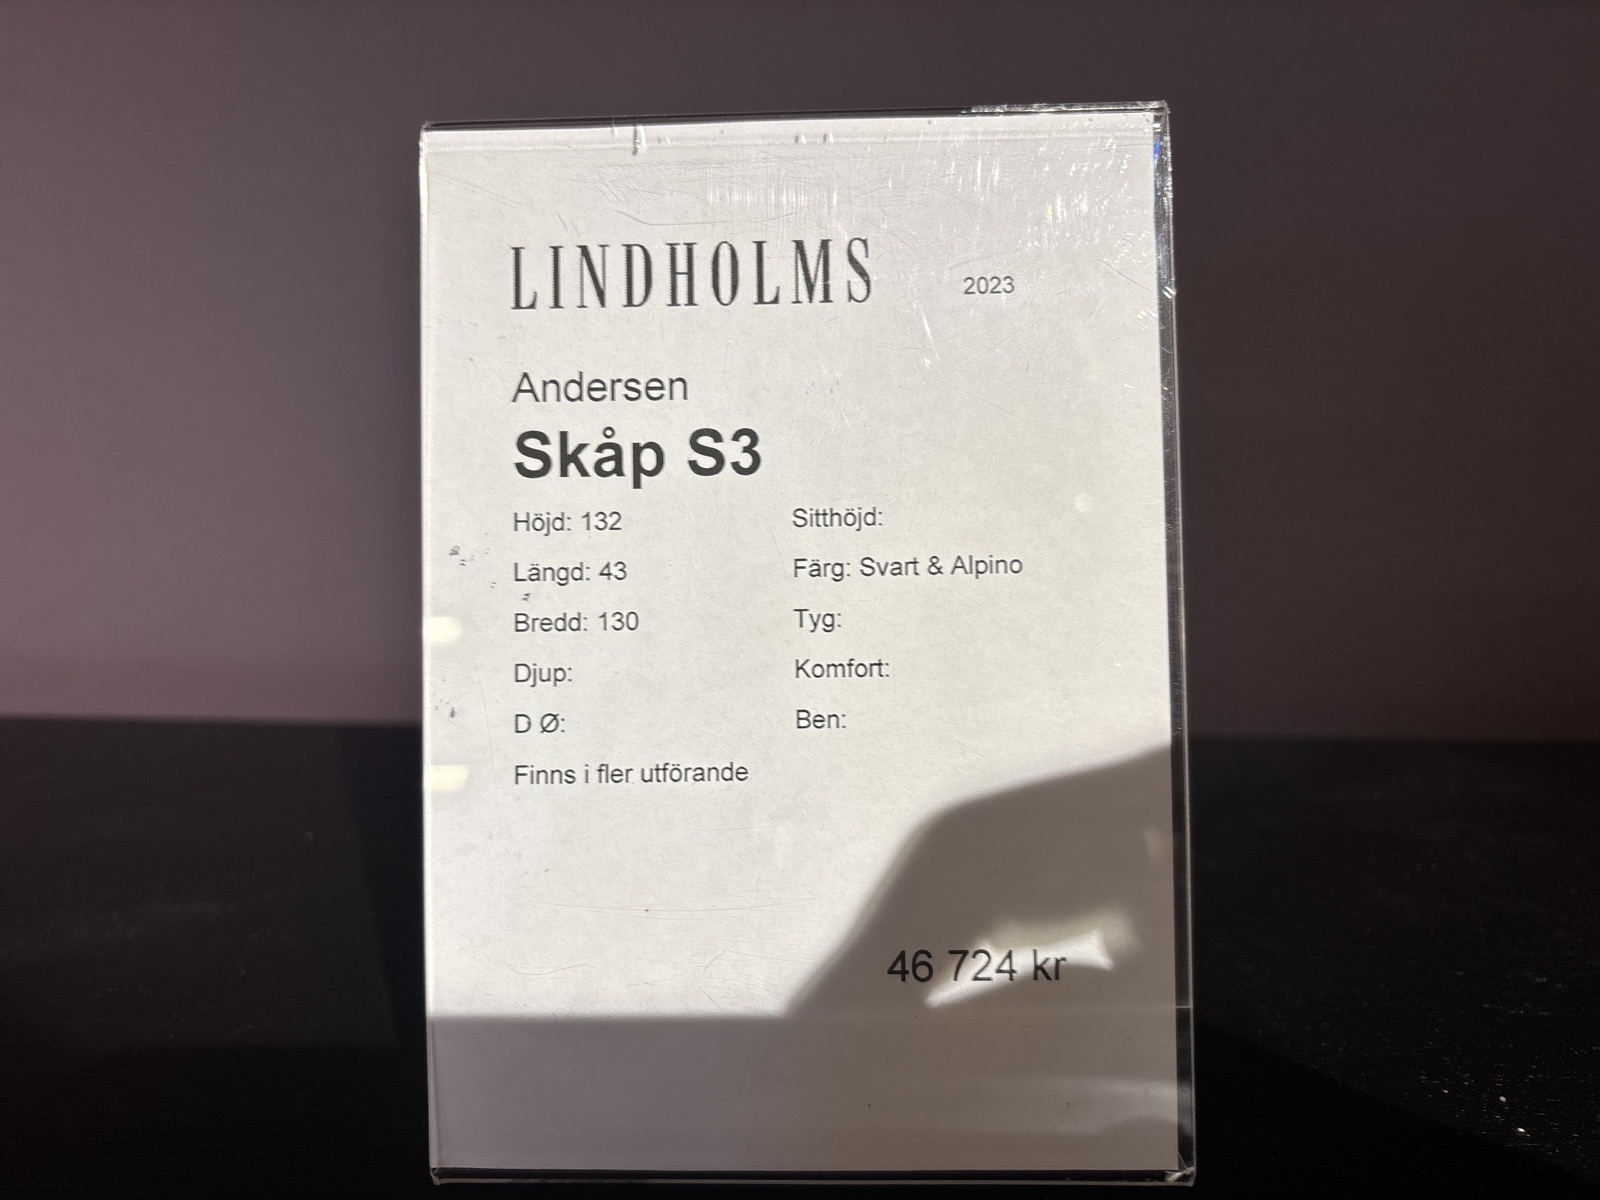 LINDHOLMS 2023
Andersen
Skåp S3
Höjd: 132 Sitthöjd:
Längd: 43 Färg: Svart & Alpino
Bredd: 130 Tyg:
Djup: Komfort:
D Ø: Ben:
Finns i fler utförande
46 724 kr